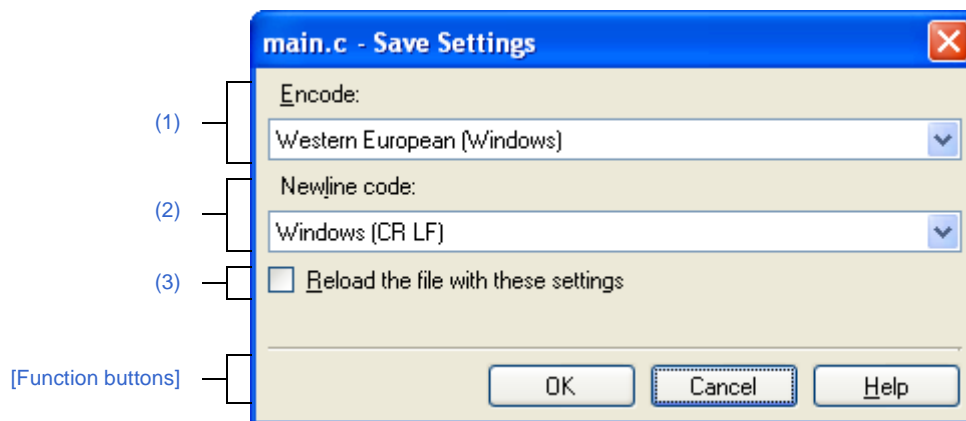 main.c - Save Settings
(1)
Encode:
Western European (Windows)
(2)
Newline code:
Windows (CR LF)
(3)
Reload the file with these settings
[Function buttons]
OK
Cancel
Help